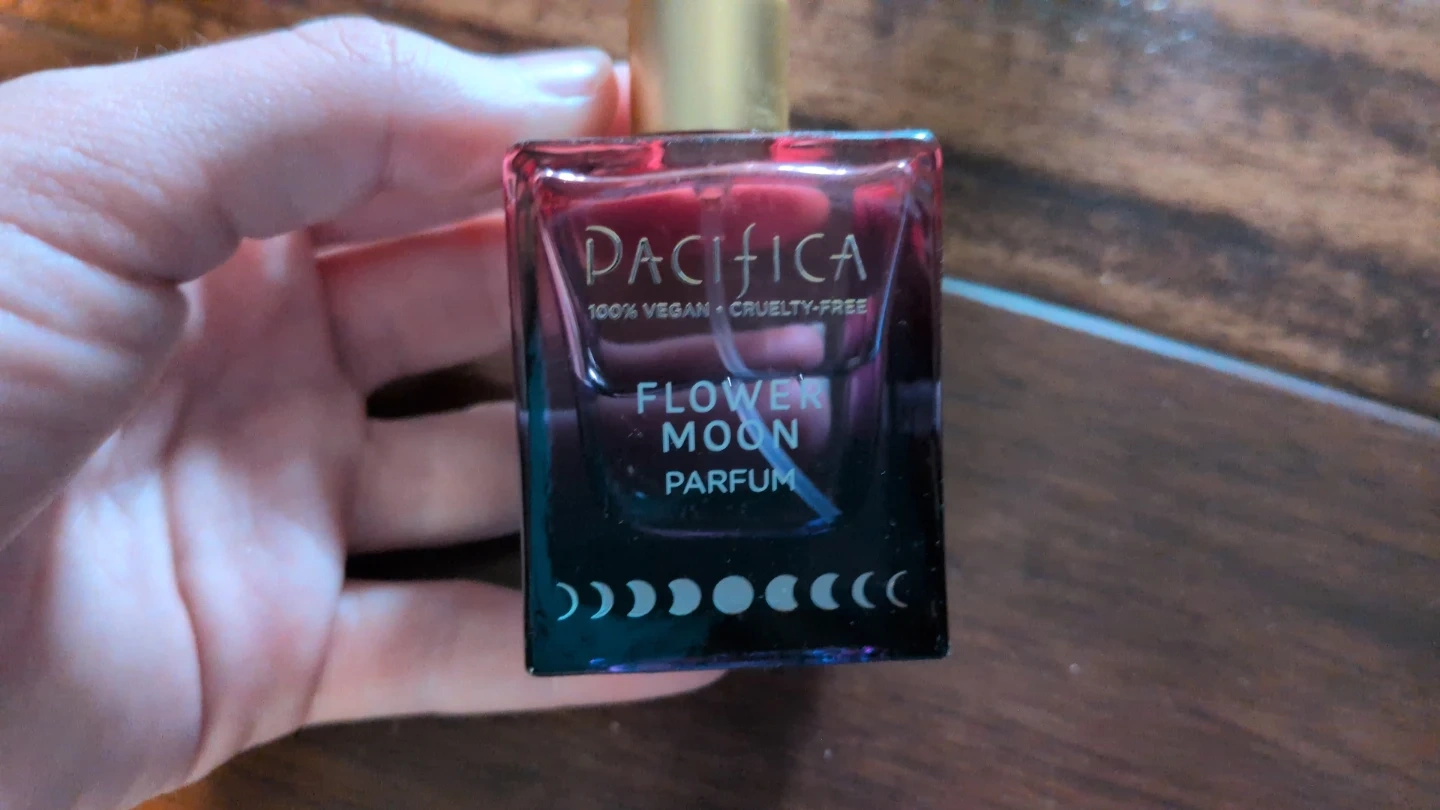 PACIFICA
100% VEGAN • CRUELTY-FREE
FLOWER
MOON
PARFUM